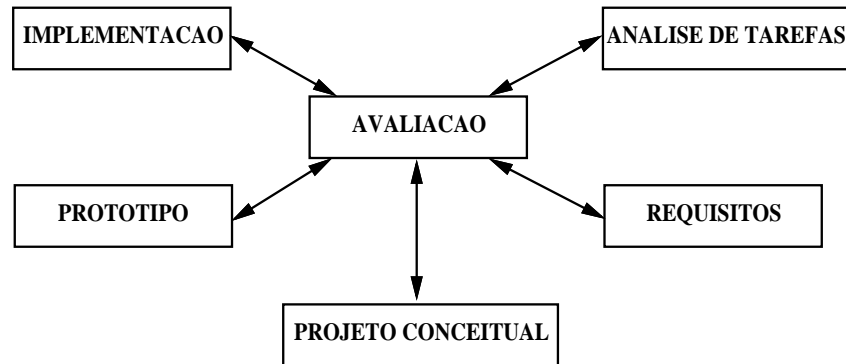 IMPLEMENTACAO
ANALISE DE TAREFAS
AVALIACAO
PROTOTIPO
REQUISITOS
PROJETO CONCEITUAL